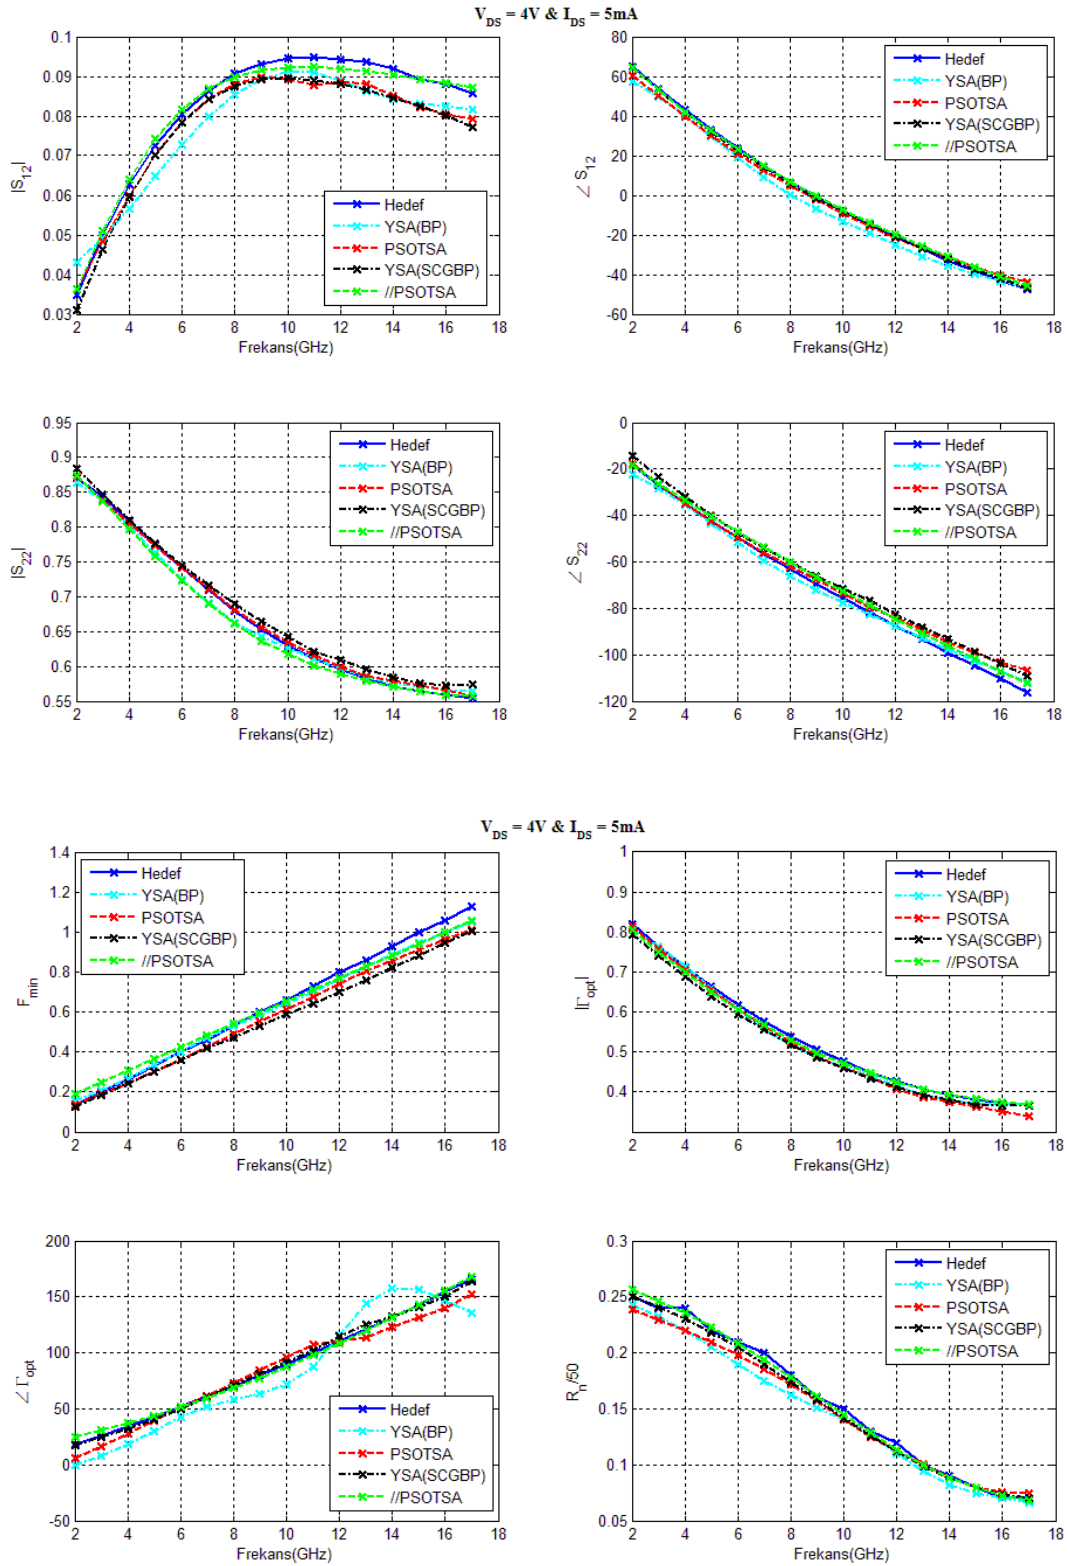 V_DS = 4V & I_DS = 5mA
0.1
0.09
0.08
0.07
0.06
0.05
0.04
0.03
|S_12|
2 4 6 8 10 12 14 16 18
Frekans(GHz)
Hedef
YSA(BP)
PSOTSA
YSA(SCGBP)
//PSOTSA
80
60
40
20
0
-20
-40
-60
∠ S_12
2 4 6 8 10 12 14 16 18
Frekans(GHz)
Hedef
YSA(BP)
PSOTSA
YSA(SCGBP)
//PSOTSA
0.95
0.9
0.85
0.8
0.75
0.7
0.65
0.6
0.55
|S_22|
2 4 6 8 10 12 14 16 18
Frekans(GHz)
Hedef
YSA(BP)
PSOTSA
YSA(SCGBP)
//PSOTSA
0
-20
-40
-60
-80
-100
-120
∠ S_22
2 4 6 8 10 12 14 16 18
Frekans(GHz)
Hedef
YSA(BP)
PSOTSA
YSA(SCGBP)
//PSOTSA
V_DS = 4V & I_DS = 5mA
1.4
1.2
1
0.8
0.6
0.4
0.2
0
F_min
2 4 6 8 10 12 14 16 18
Frekans(GHz)
Hedef
YSA(BP)
PSOTSA
YSA(SCGBP)
//PSOTSA
1
0.9
0.8
0.7
0.6
0.5
0.4
|Γ_opt|
2 4 6 8 10 12 14 16 18
Frekans(GHz)
Hedef
YSA(BP)
PSOTSA
YSA(SCGBP)
//PSOTSA
200
150
100
50
0
-50
∠ Γ_opt
2 4 6 8 10 12 14 16 18
Frekans(GHz)
Hedef
YSA(BP)
PSOTSA
YSA(SCGBP)
//PSOTSA
0.3
0.25
0.2
0.15
0.1
0.05
R_n/50
2 4 6 8 10 12 14 16 18
Frekans(GHz)
Hedef
YSA(BP)
PSOTSA
YSA(SCGBP)
//PSOTSA